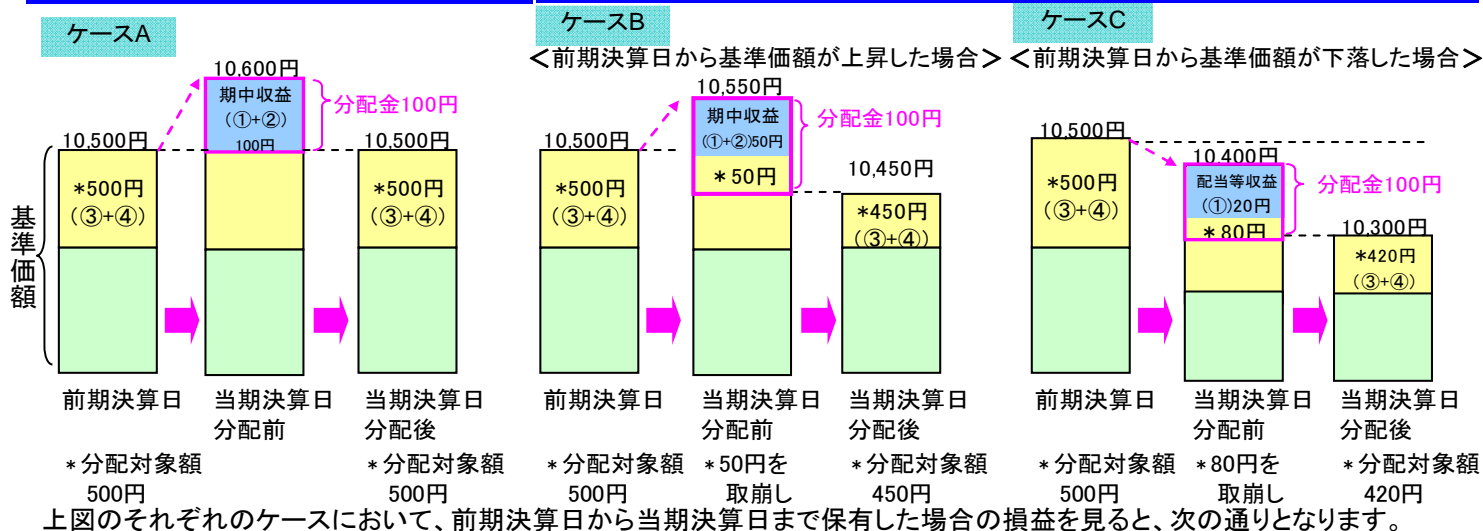 ケースA
10,600円
期中収益
(①+②)
100円
分配金100円
10,500円
*500円
(③+④)
10,500円
*500円
(③+④)
基準価額
前期決算日
当期決算日
分配前
当期決算日
分配後
*分配対象額
500円
*分配対象額
500円
ケースB
<前期決算日から基準価額が上昇した場合>
10,550円
期中収益
(①+②)50円
*50円
分配金100円
10,500円
*500円
(③+④)
10,450円
*450円
(③+④)
前期決算日
当期決算日
分配前
当期決算日
分配後
*分配対象額
500円
*50円を
取崩し
*分配対象額
450円
ケースC
<前期決算日から基準価額が下落した場合>
10,500円
*500円
(③+④)
10,400円
配当等収益
(①)20円
*80円
分配金100円
10,300円
*420円
(③+④)
前期決算日
当期決算日
分配前
当期決算日
分配後
*分配対象額
500円
*80円を
取崩し
*分配対象額
420円
上図のそれぞれのケースにおいて、前期決算日から当期決算日まで保有した場合の損益を見ると、次の通りとなります。